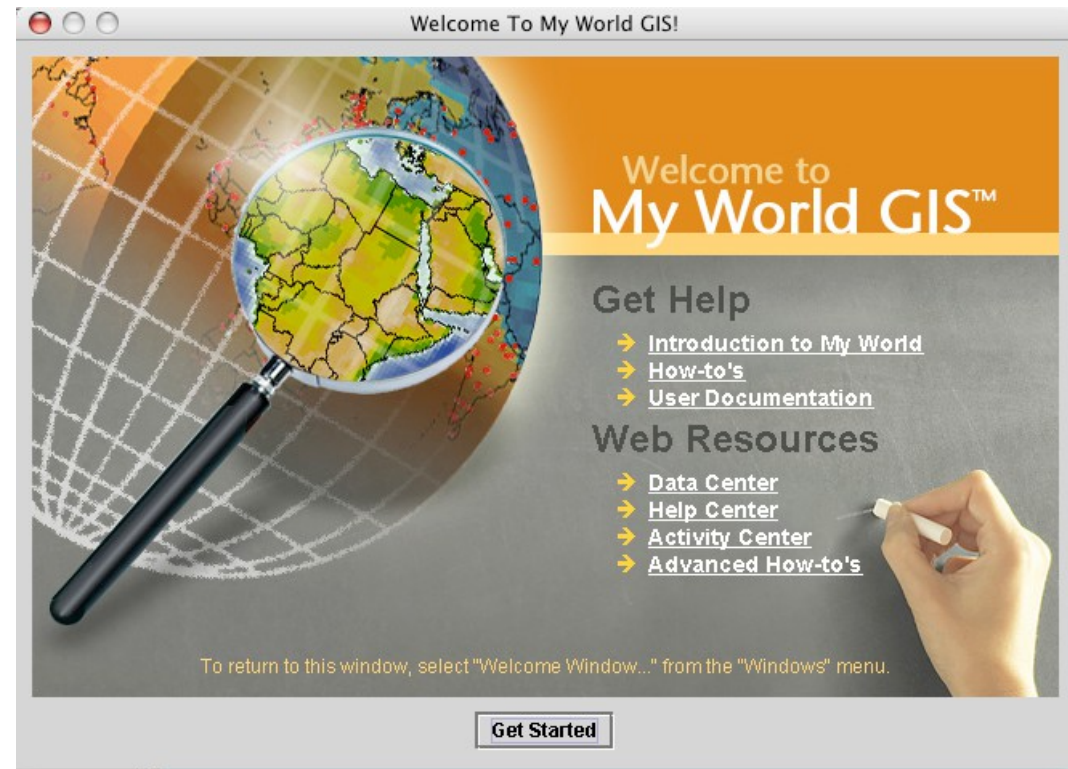 Welcome To My World GIS!
Welcome to
My World GIS™
Get Help
Introduction to My World
How-to's
User Documentation
Web Resources
Data Center
Help Center
Activity Center
Advanced How-to's
To return to this window, select "Welcome Window..." from the "Windows" menu.
Get Started